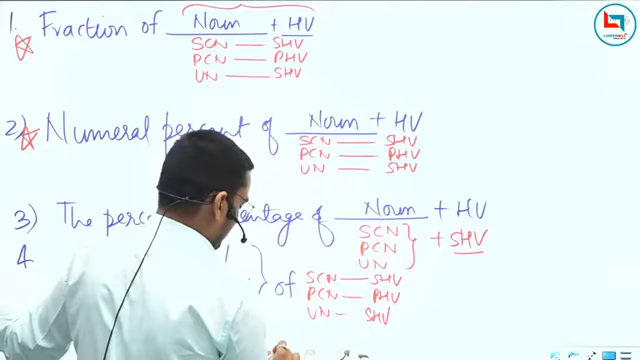 1. Fraction of Noun + HV
SCN — SHV
PCN — PHV
UN — SHV
2) Numeral percent of Noun + HV
SCN — SHV
PCN — PHV
UN — SHV
3) The percentage of Noun + HV
SCN
PCN
UN
+ SHV
4
of SCN — SHV
PCN — PHV
UN – SHV